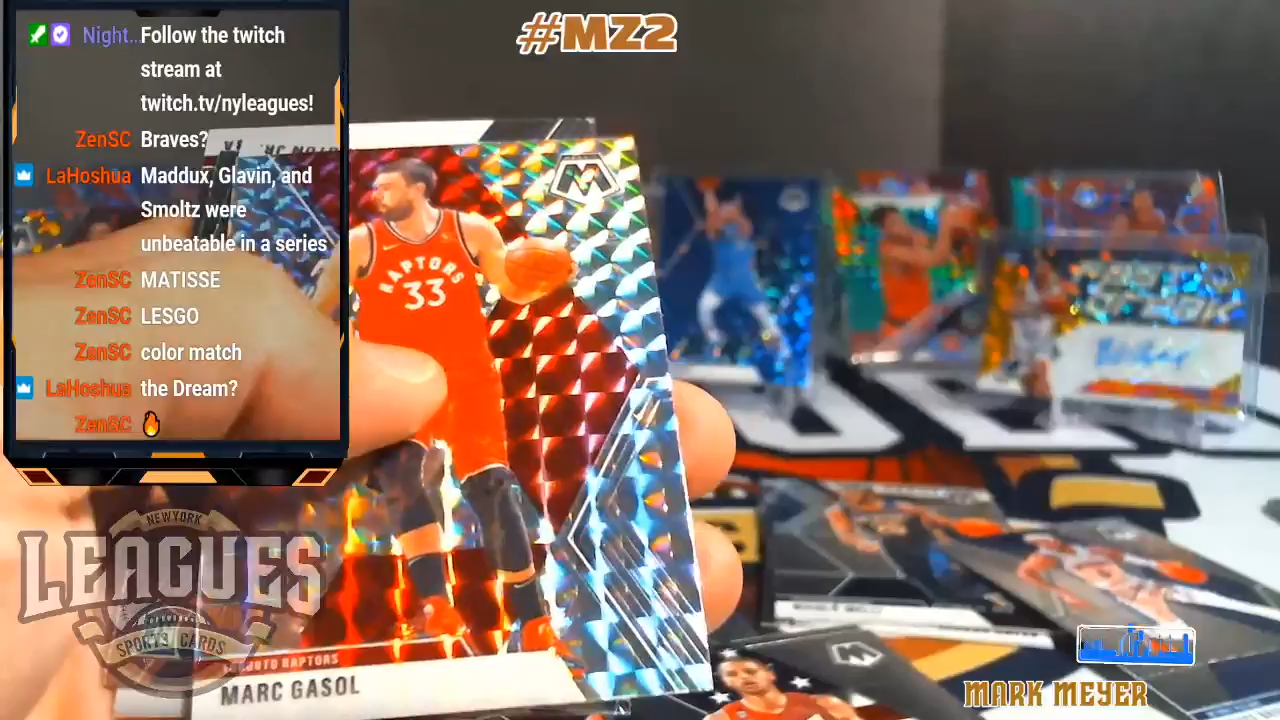 #MZ2
Night... Follow the twitch
stream at
twitch.tv/nyleagues!
ZenSC Braves?
LaHoshua Maddux, Glavin, and
Smoltz were
unbeatable in a series
ZenSC MATISSE
ZenSC LESGO
ZenSC color match
LaHoshua the Dream?
ZenSC 🔥
RAPTORS
33
NEWYORK
LEAGUES
SPORTS CARDS
TORONTO RAPTORS
MARC GASOL
MARK MEYER